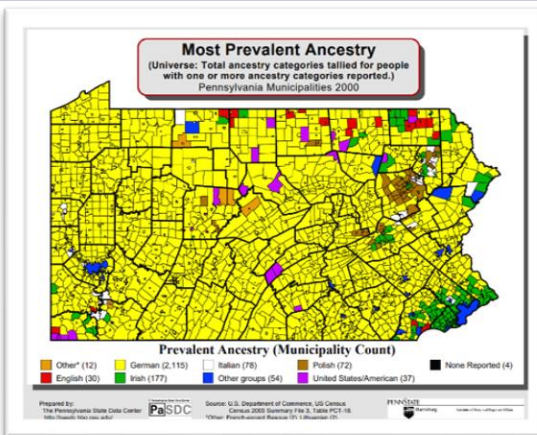 Most Prevalent Ancestry
(Universe: Total ancestry categories tallied for people
with one or more ancestry categories reported.)
Pennsylvania Municipalities 2000
Prevalent Ancestry (Municipality Count)
Other* (12)
German (2,115)
Italian (78)
Polish (72)
None Reported (4)
English (30)
Irish (177)
Other groups (54)
United States/American (37)
Prepared by:
The Pennsylvania State Data Center
PaSDC
Source: U.S. Department of Commerce, US Census
Census 2000 Summary File 3, Table PCT-18.
PENNSTATE
Harrisburg